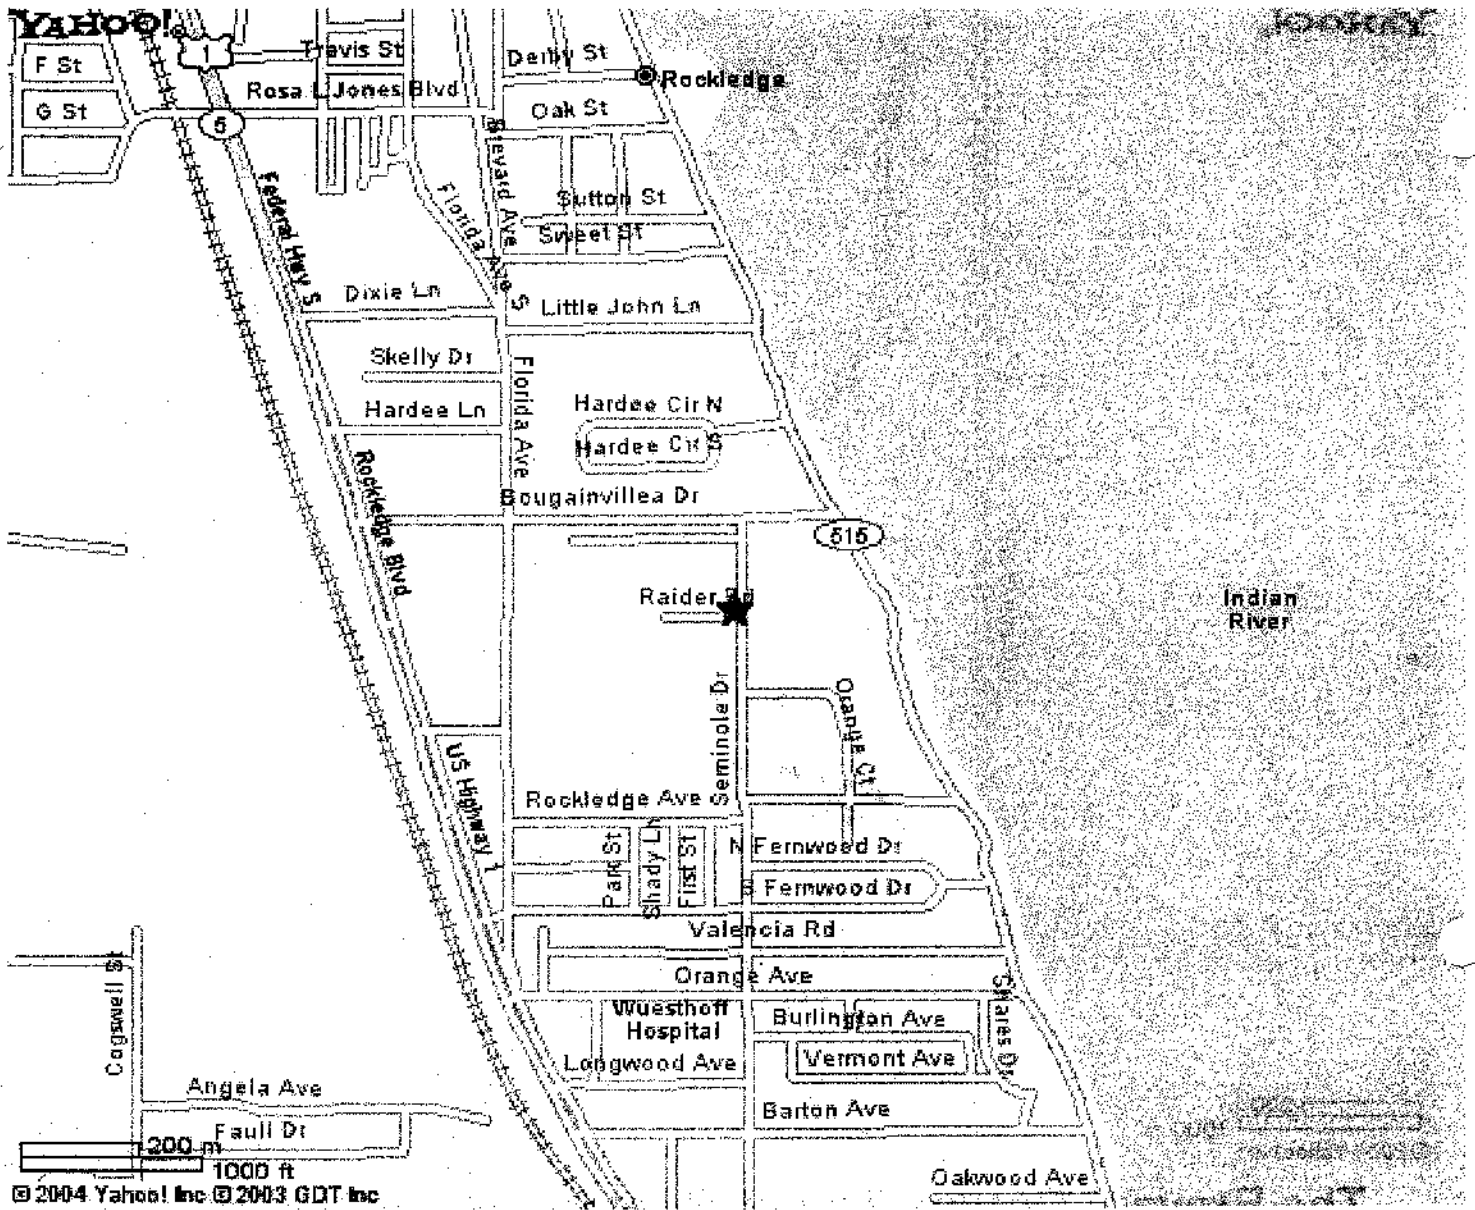 YAHOO!
1
Travis St
Derby St
F St
Rockledge
Rosa L Jones Blvd
G St
Oak St
5
Brevard Ave
Federal Hwy S
Florida Ave S
Sutton St
Sweet St
Dixie Ln
Little John Ln
Skelly Dr
Florida Ave
Hardee Ln
Hardee Cir N
Hardee Cir S
Rockledge Blvd
Bougainvillea Dr
515
Raider Rd
Indian
River
Seminole Dr
Orange Ct
US Highway 1
Rockledge Ave
Park St
Shady Ln
First St
N Fernwood Dr
S Fernwood Dr
Valencia Rd
Cogswell St
Orange Ave
Wuesthoff
Hospital
Burlington Ave
Longwood Ave
Vermont Ave
Angela Ave
Barton Ave
Faull Dr
200 m
1000 ft
Oakwood Ave
© 2004 Yahoo! Inc © 2003 GDT Inc